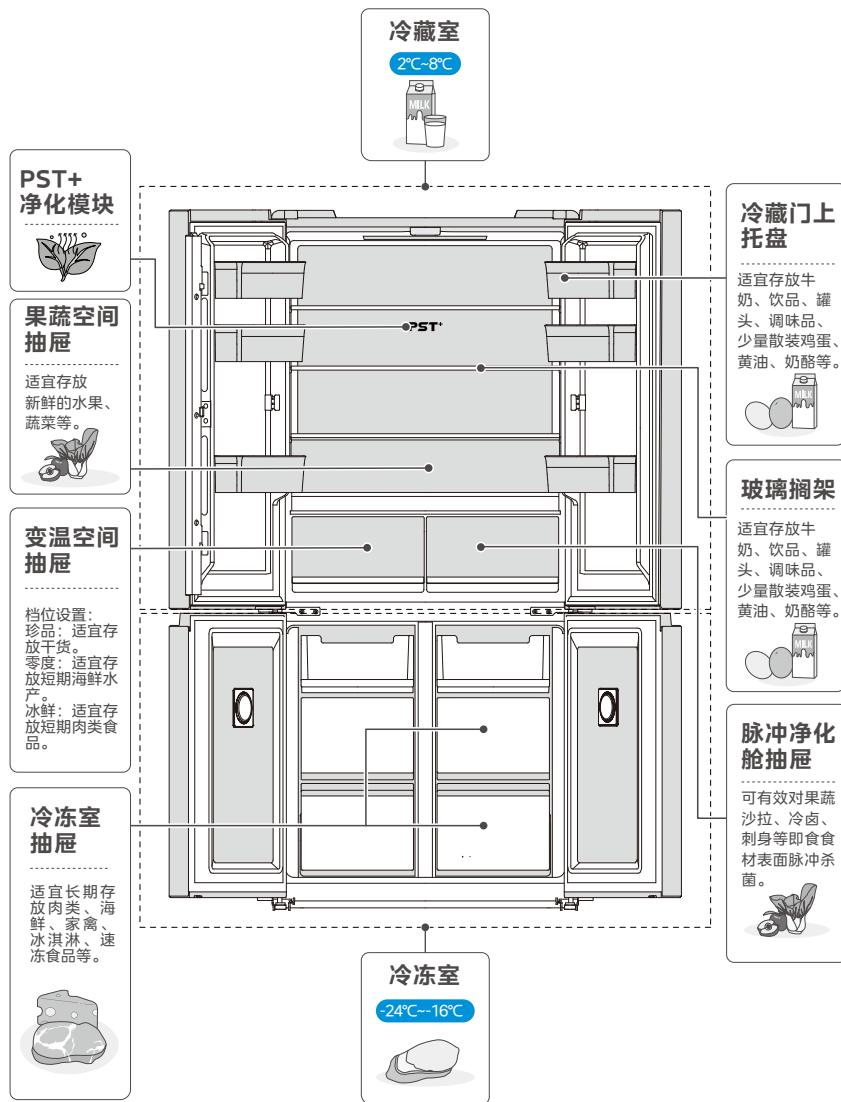 冷藏室
2℃~8℃
MILK
PST+
净化模块
果蔬空间
抽屉
适宜存放
新鲜的水果、
蔬菜等。
变温空间
抽屉
档位设置：
珍品：适宜存
放干货。
零度：适宜存
放短期海鲜水
产。
冰鲜：适宜存
放短期肉类食
品。
冷冻室
抽屉
适宜长期存
放肉类、海
鲜、家禽、
冰淇淋、速
冻食品等。
PST+
冷藏门上
托盘
适宜存放牛
奶、饮品、罐
头、调味品、
少量散装鸡蛋、
黄油、奶酪等。
MILK
玻璃搁架
适宜存放牛
奶、饮品、罐
头、调味品、
少量散装鸡蛋、
黄油、奶酪等。
MILK
脉冲净化
舱抽屉
可有效对果蔬
沙拉、冷卤、
刺身等即食食
材表面脉冲杀
菌。
冷冻室
-24℃~-16℃